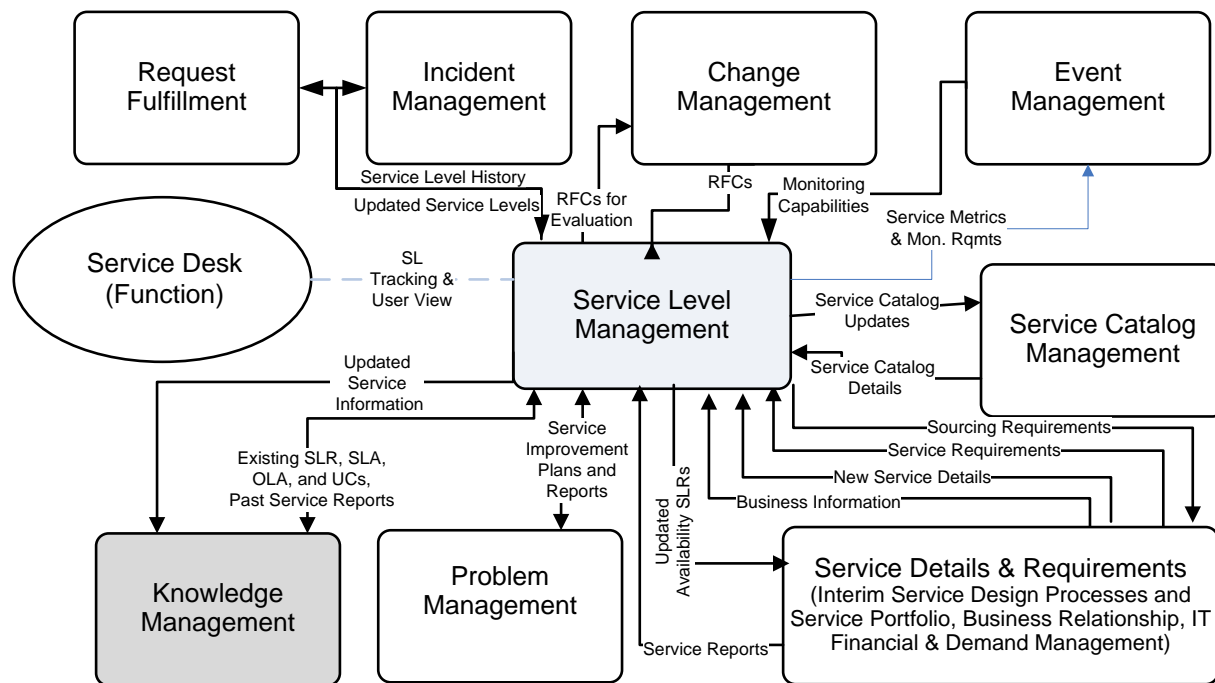 Request
Fulfillment
Incident
Management
Change
Management
Event
Management
Service Level History
Updated Service Levels
RFCs for
Evaluation
RFCs
Monitoring
Capabilities
Service Metrics
& Mon. Rqmts
Service Desk
(Function)
SL
Tracking &
User View
Service Level
Management
Service Catalog
Updates
Service Catalog
Management
Service Catalog
Details
Updated
Service
Information
Existing SLR, SLA,
OLA, and UCs,
Past Service Reports
Service
Improvement
Plans and
Reports
Updated
Availability SLRs
Sourcing Requirements
Service Requirements
New Service Details
Business Information
Knowledge
Management
Problem
Management
Service Details & Requirements
(Interim Service Design Processes and
Service Portfolio, Business Relationship, IT
Financial & Demand Management)
Service Reports